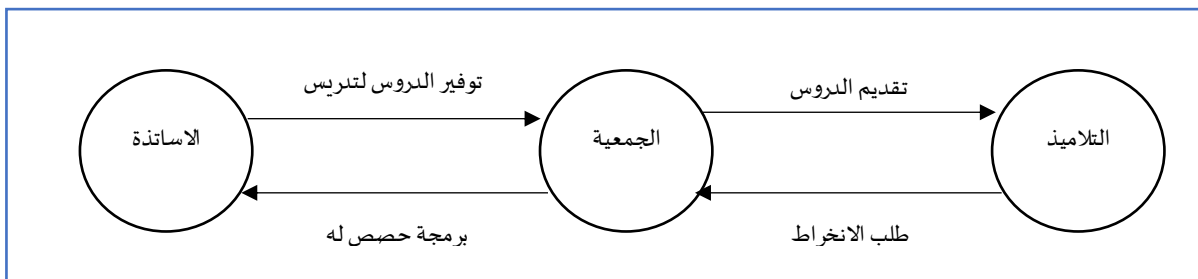 توفير الدروس لتدريس
تقديم الدروس
الاساتذة
الجمعية
التلاميذ
برمجة حصص له
طلب الانخراط